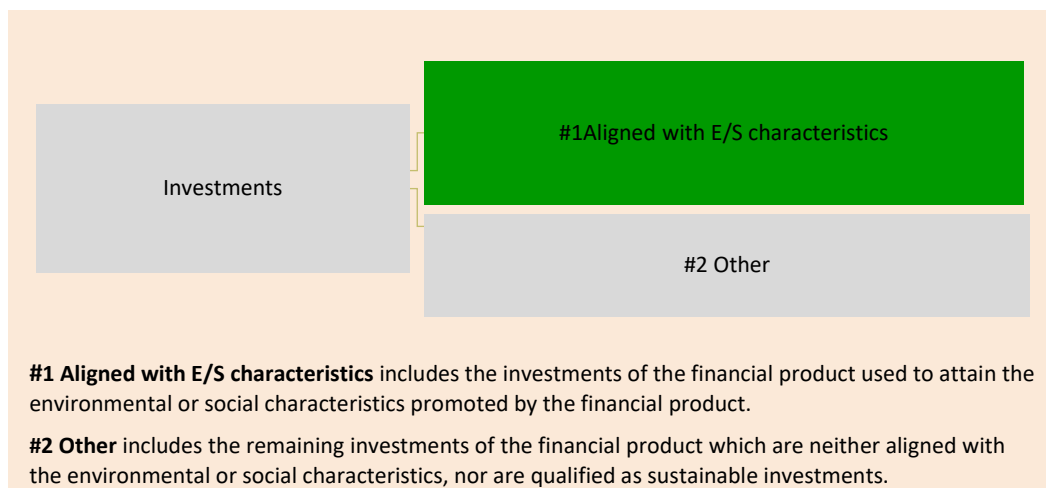 #1Aligned with E/S characteristics
Investments
#2 Other
#1 Aligned with E/S characteristics includes the investments of the financial product used to attain the
environmental or social characteristics promoted by the financial product.
#2 Other includes the remaining investments of the financial product which are neither aligned with
the environmental or social characteristics, nor are qualified as sustainable investments.